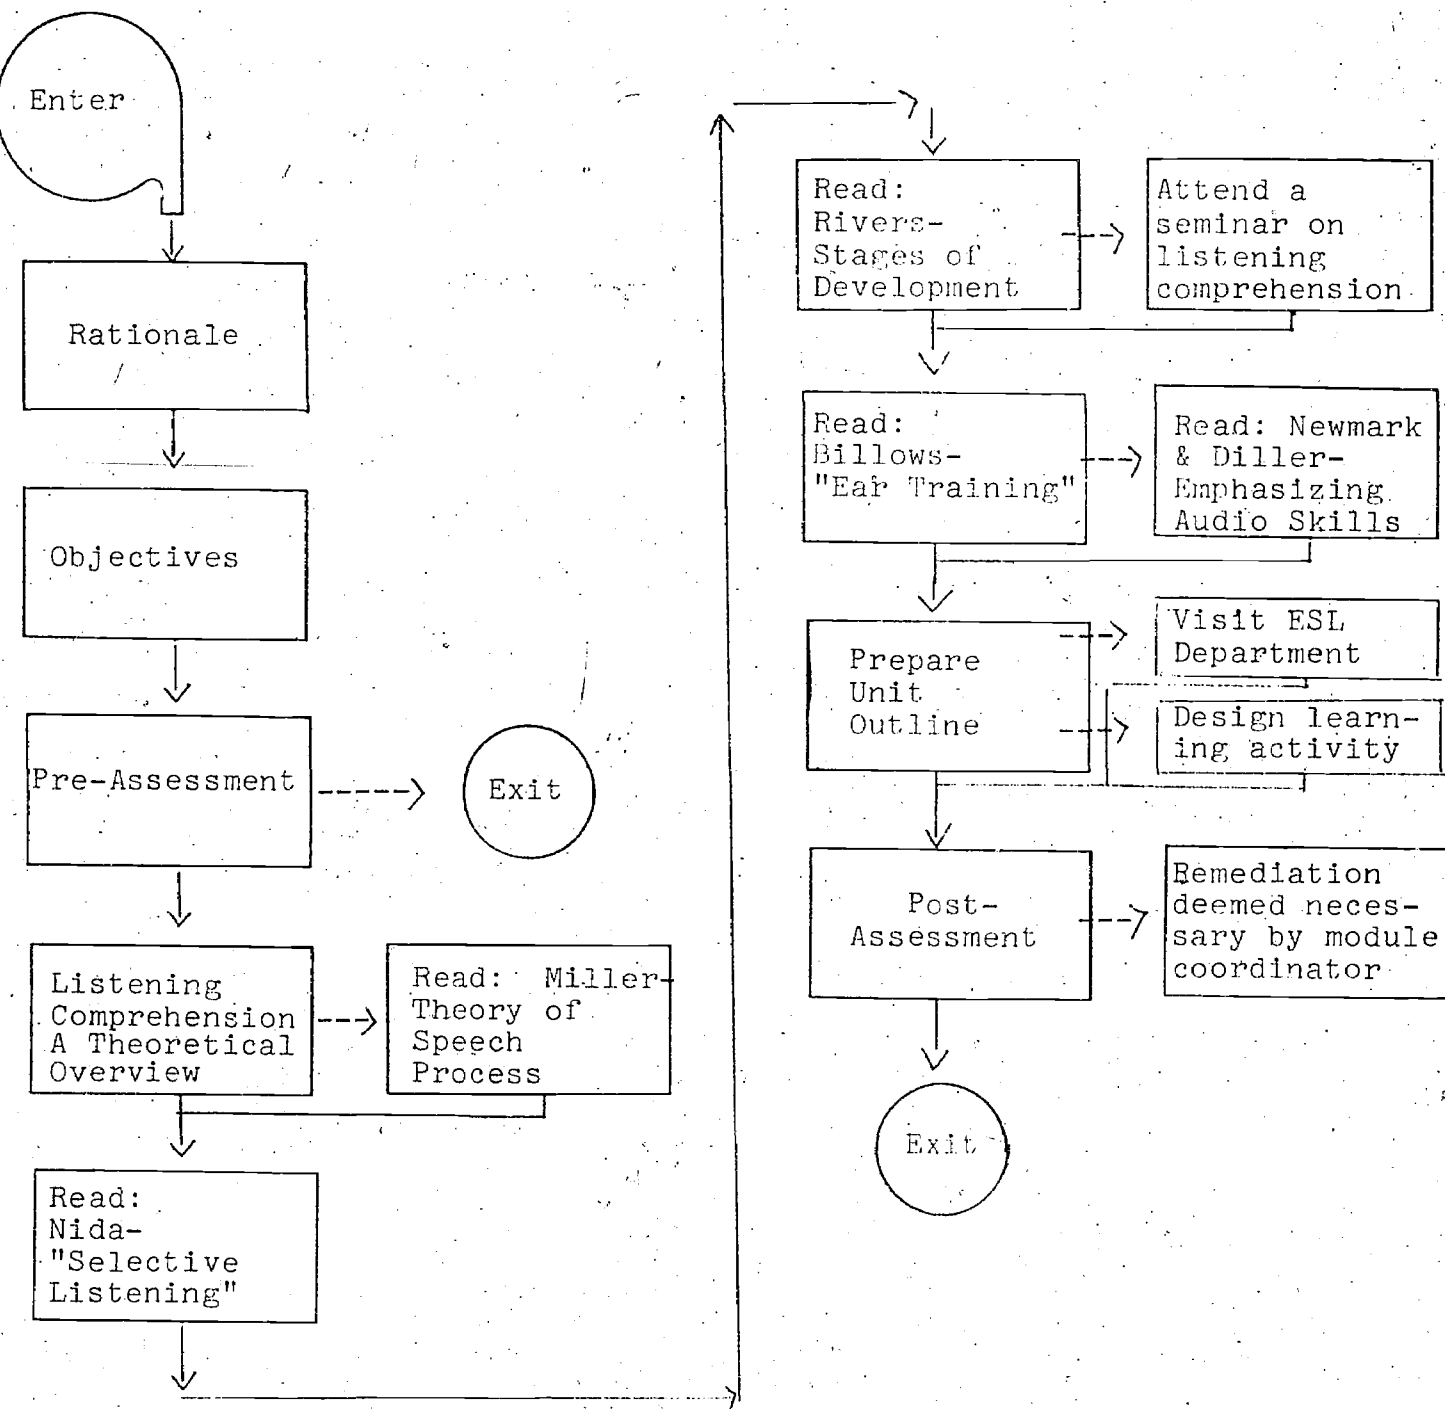 Enter
Rationale
Objectives
Pre-Assessment
Exit
Listening
Comprehension
A Theoretical
Overview
Read: Miller-
Theory of
Speech
Process
Read:
Nida-
"Selective
Listening"
Read:
Rivers-
Stages of
Development
Attend a
seminar on
listening
comprehension
Read:
Billows-
"Ear Training"
Read: Newmark
& Diller-
Emphasizing
Audio Skills
Prepare
Unit
Outline
Visit ESL
Department
Design learn-
ing activity
Post-
Assessment
Remediation
deemed neces-
sary by module
coordinator
Exit